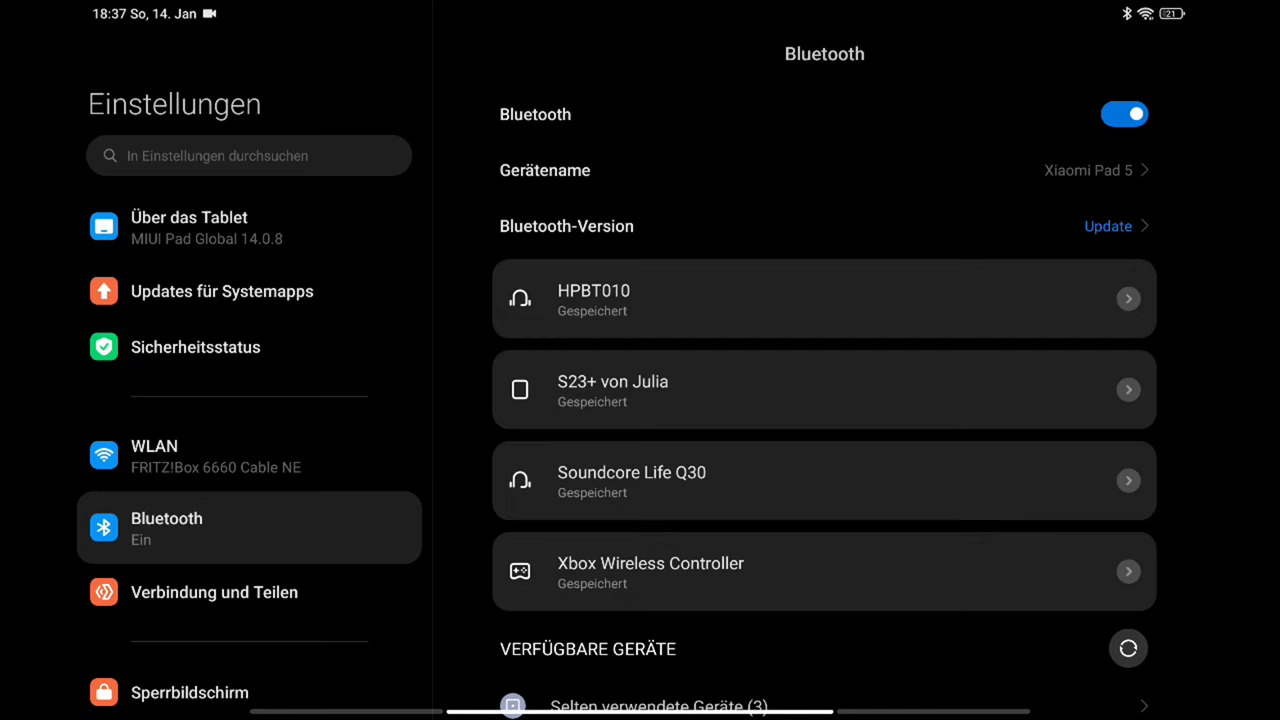 18:37 So, 14. Jan
21
Einstellungen
In Einstellungen durchsuchen
Über das Tablet
MIUI Pad Global 14.0.8
Updates für Systemapps
Sicherheitsstatus
WLAN
FRITZ!Box 6660 Cable NE
Bluetooth
Ein
Verbindung und Teilen
Sperrbildschirm
Bluetooth
Bluetooth
Gerätename
Xiaomi Pad 5
Bluetooth-Version
Update
HPBT010
Gespeichert
S23+ von Julia
Gespeichert
Soundcore Life Q30
Gespeichert
Xbox Wireless Controller
Gespeichert
VERFÜGBARE GERÄTE
Selten verwendete Geräte (3)